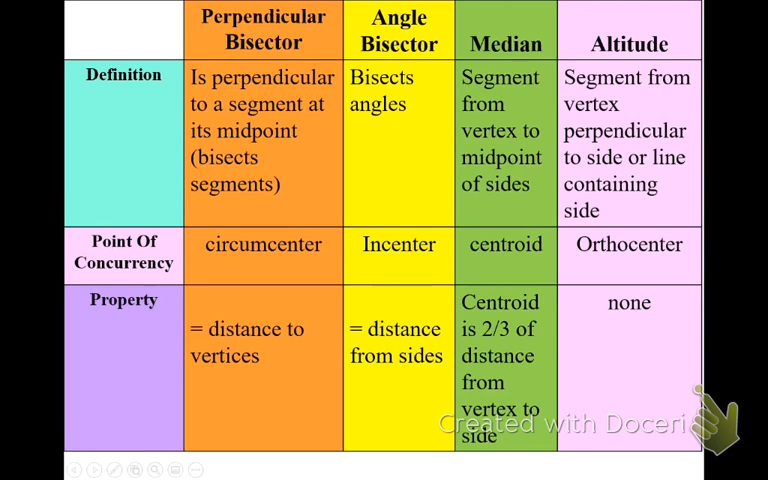 Perpendicular
Bisector
Angle
Bisector
Median
Altitude
Definition
Is perpendicular
to a segment at
its midpoint
(bisects
segments)
Bisects
angles
Segment
from
vertex to
midpoint
of sides
Segment from
vertex
perpendicular
to side or line
containing
side
Point Of
Concurrency
circumcenter
Incenter
centroid
Orthocenter
Property
= distance to
vertices
= distance
from sides
Centroid
is 2/3 of
distance
from
vertex to
side
none
Created with Doceri